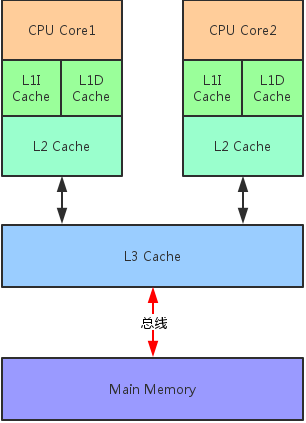 CPU Core1
CPU Core2
L1I
Cache
L1D
Cache
L1I
Cache
L1D
Cache
L2 Cache
L2 Cache
L3 Cache
总线
Main Memory